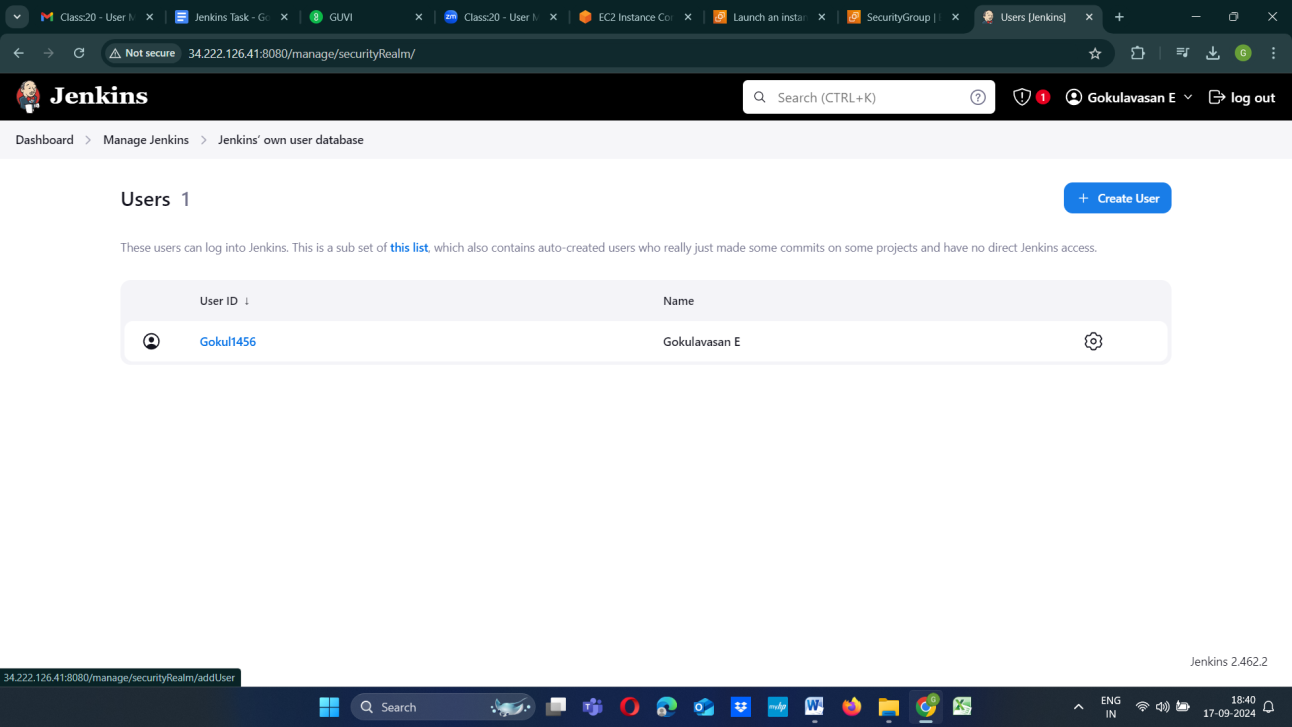 Class:20 - User M
Jenkins Task - Go
GUVI
zm Class:20 - User M
EC2 Instance Con
Launch an instan
SecurityGroup |
Users [Jenkins]
Not secure 34.222.126.41:8080/manage/securityRealm/
G
Jenkins
Search (CTRL+K)
1
Gokulavasan E
log out
Dashboard > Manage Jenkins > Jenkins' own user database
Users 1
+ Create User
These users can log into Jenkins. This is a sub set of this list, which also contains auto-created users who really just made some commits on some projects and have no direct Jenkins access.
User ID ↓ Name
Gokul1456 Gokulavasan E
Jenkins 2.462.2
34.222.126.41:8080/manage/securityRealm/addUser
Search
ENG
IN
18:40
17-09-2024